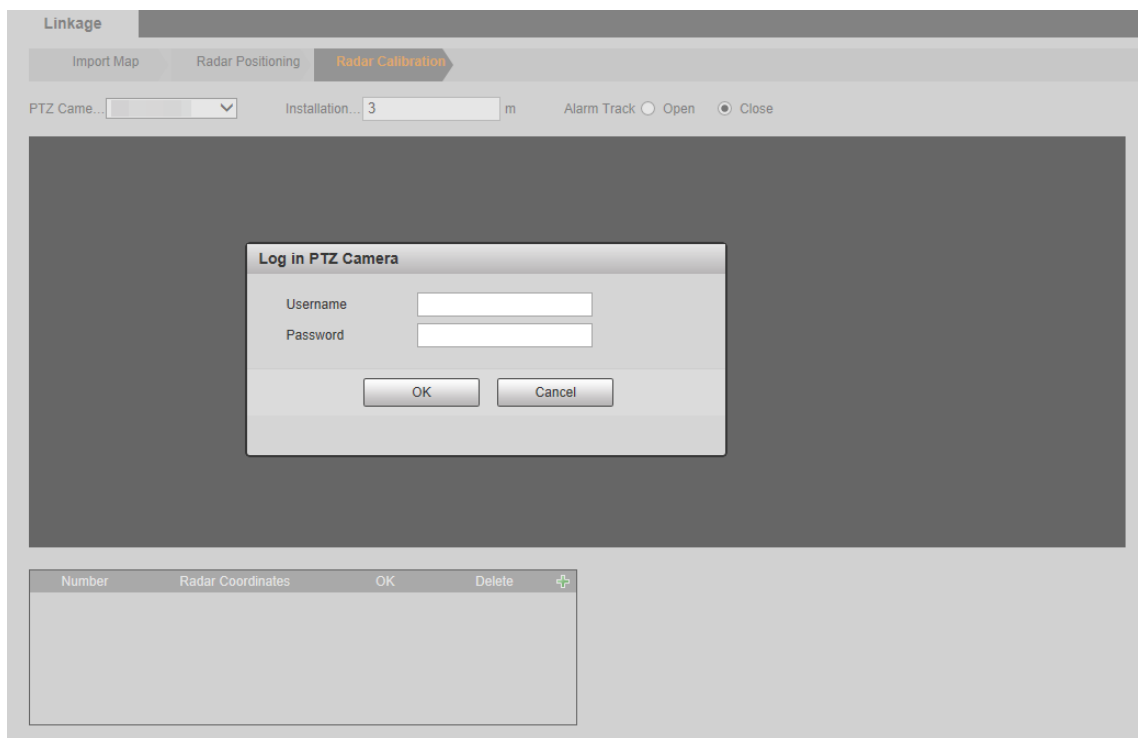 Linkage
Import Map Radar Positioning Radar Calibration
PTZ Came... Installation... 3 m Alarm Track Open Close
Log in PTZ Camera
Username
Password
OK Cancel
Number Radar Coordinates OK Delete